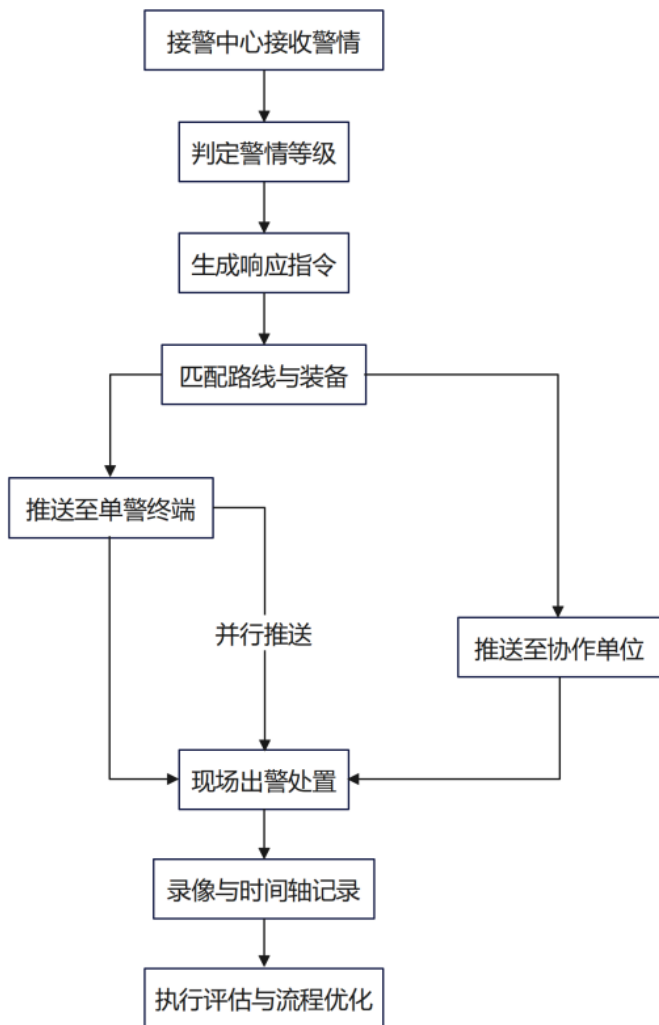 接警中心接收警情
判定警情等级
生成响应指令
匹配路线与装备
推送至单警终端
并行推送
推送至协作单位
现场出警处置
录像与时间轴记录
执行评估与流程优化